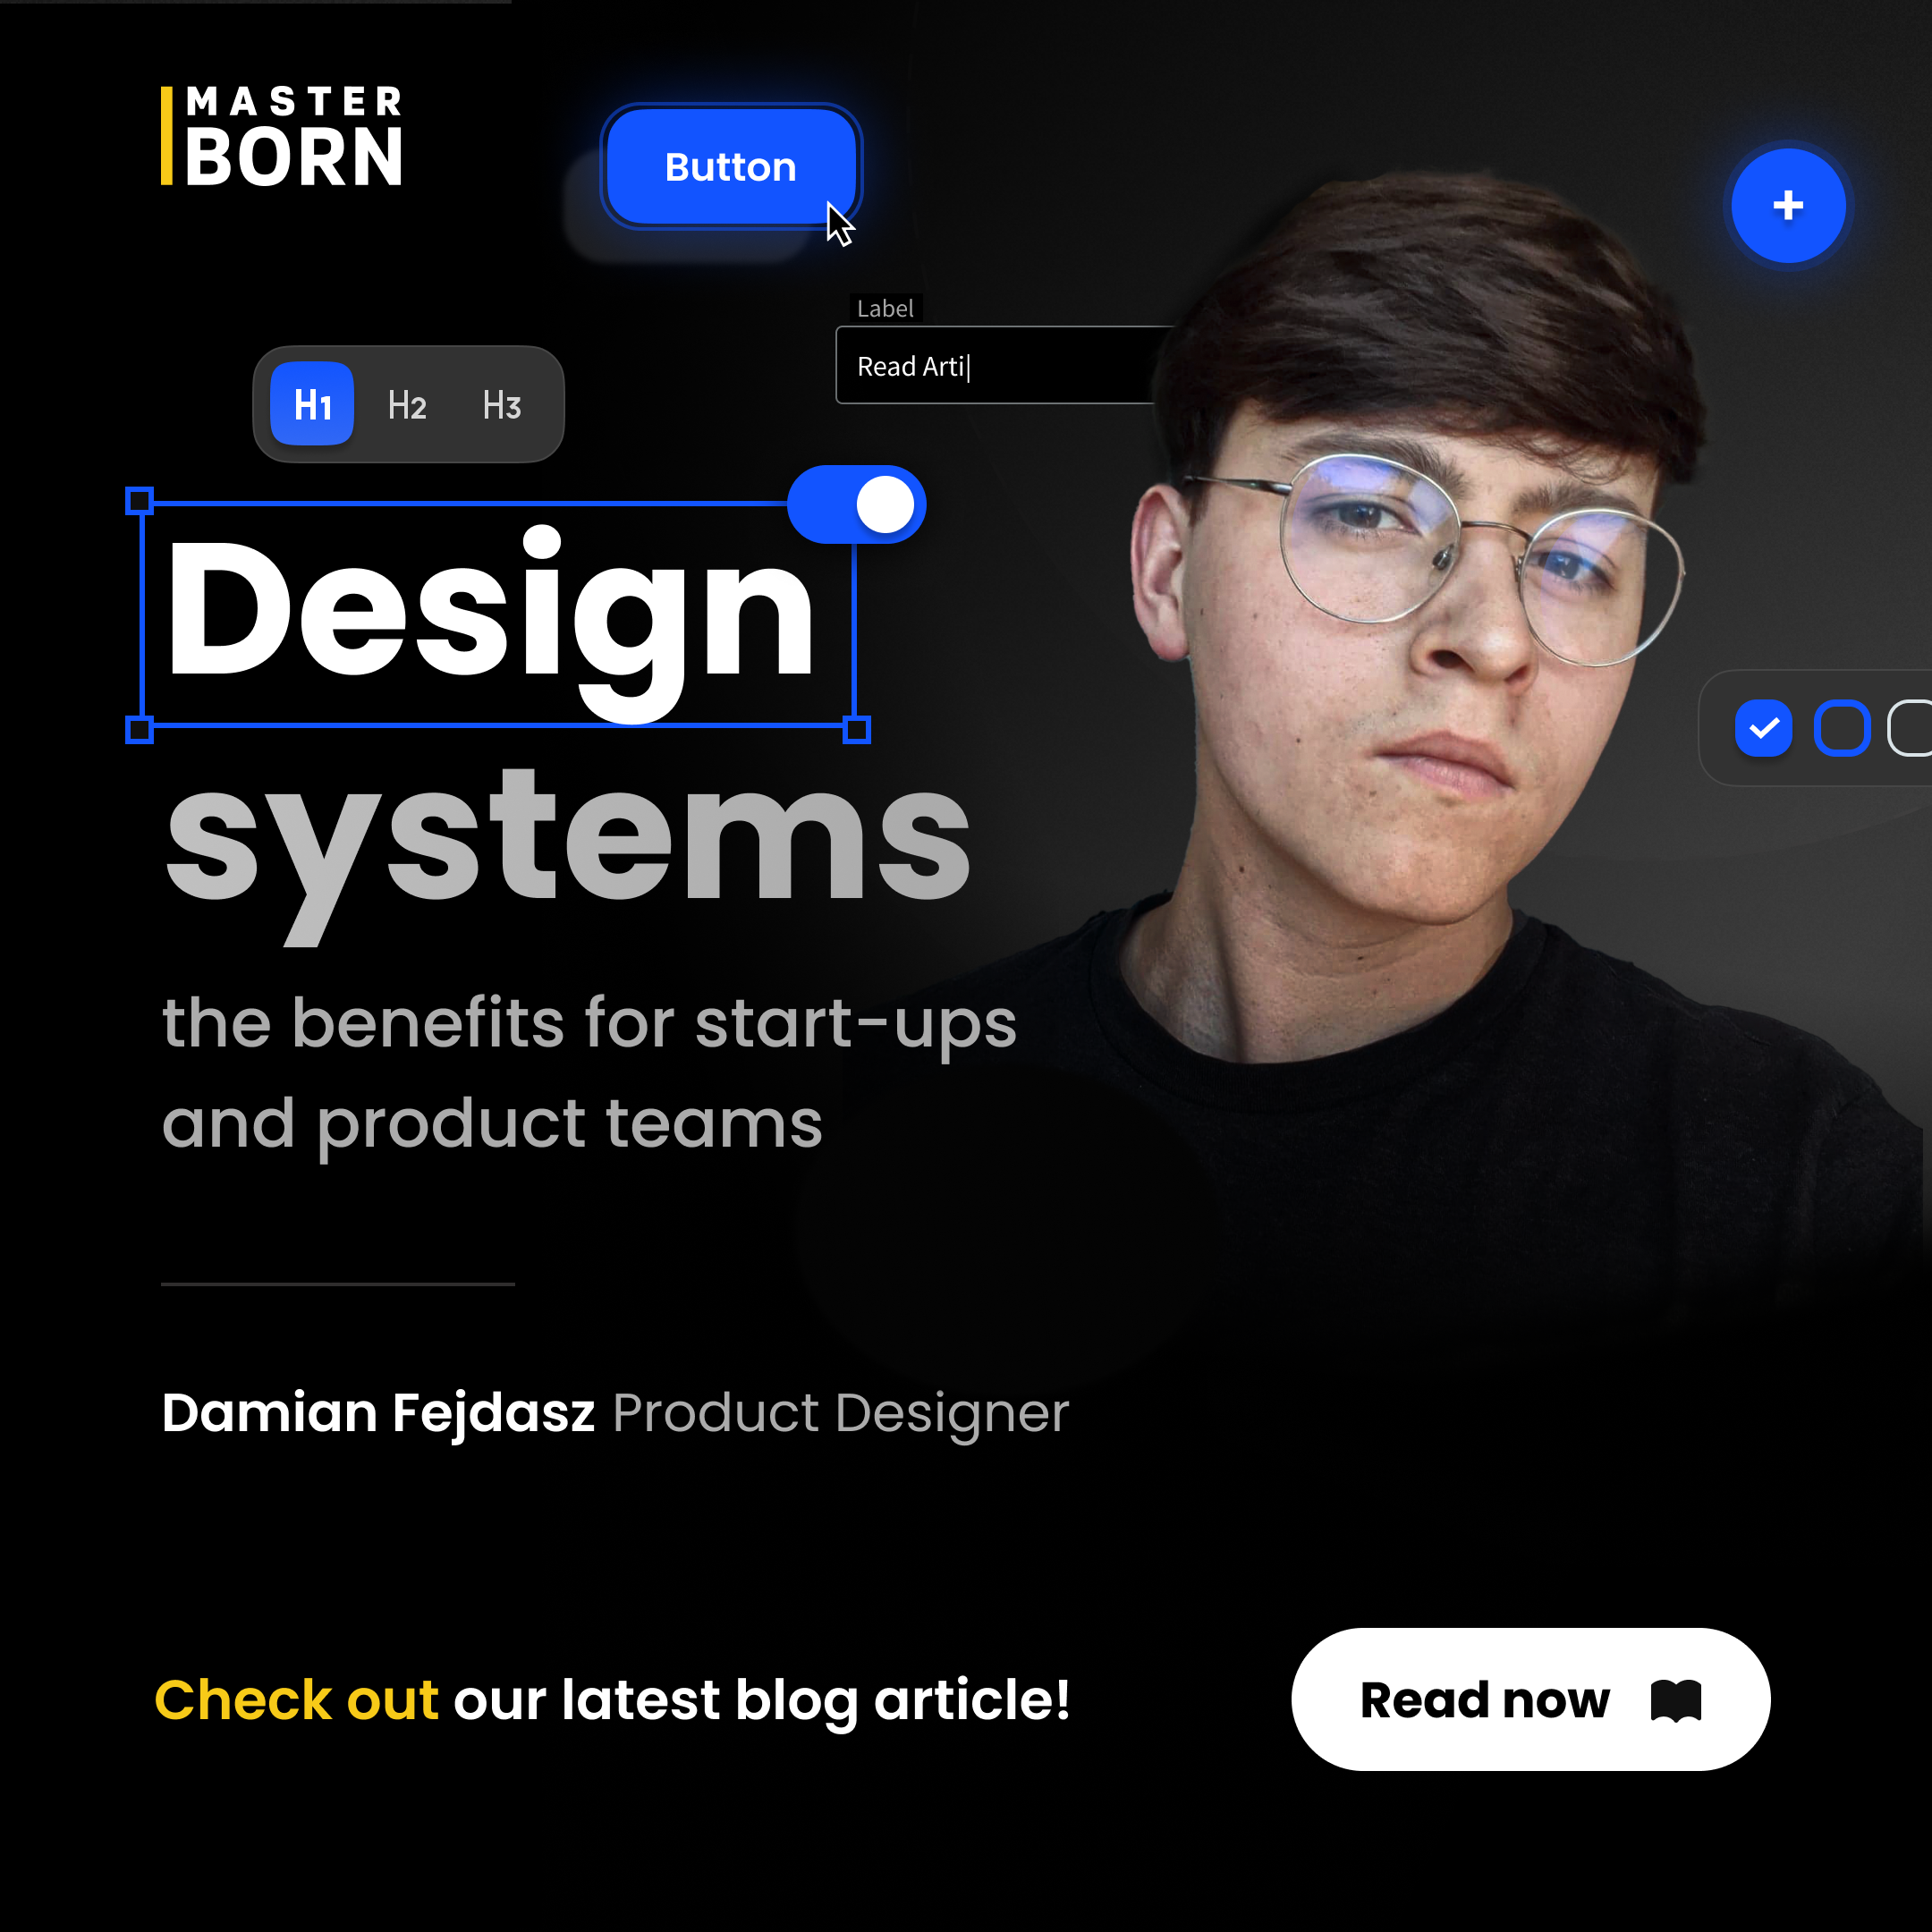 MASTER
BORN
Button
+
Label
Read Arti
H1 H2 H3
Design
systems
the benefits for start-ups
and product teams
Damian Fejdasz Product Designer
Check out our latest blog article!
Read now